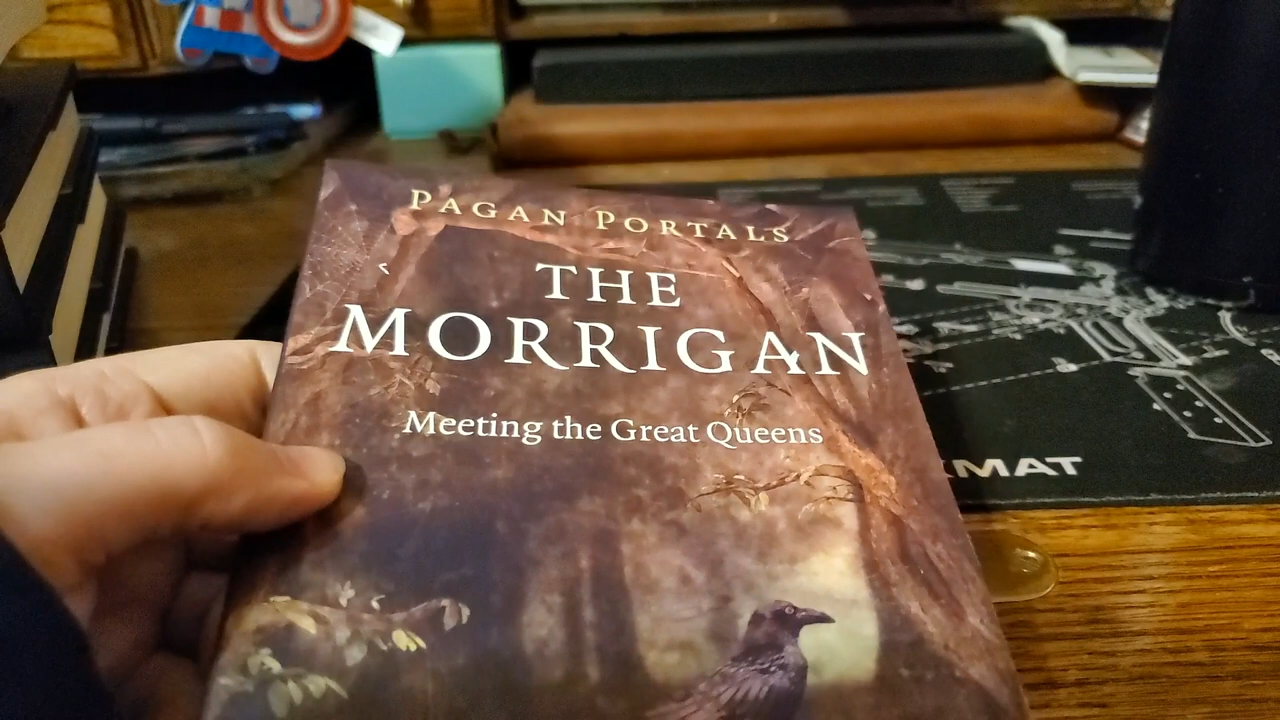 PAGAN PORTALS
THE
MORRIGAN
Meeting the Great Queens
MAT